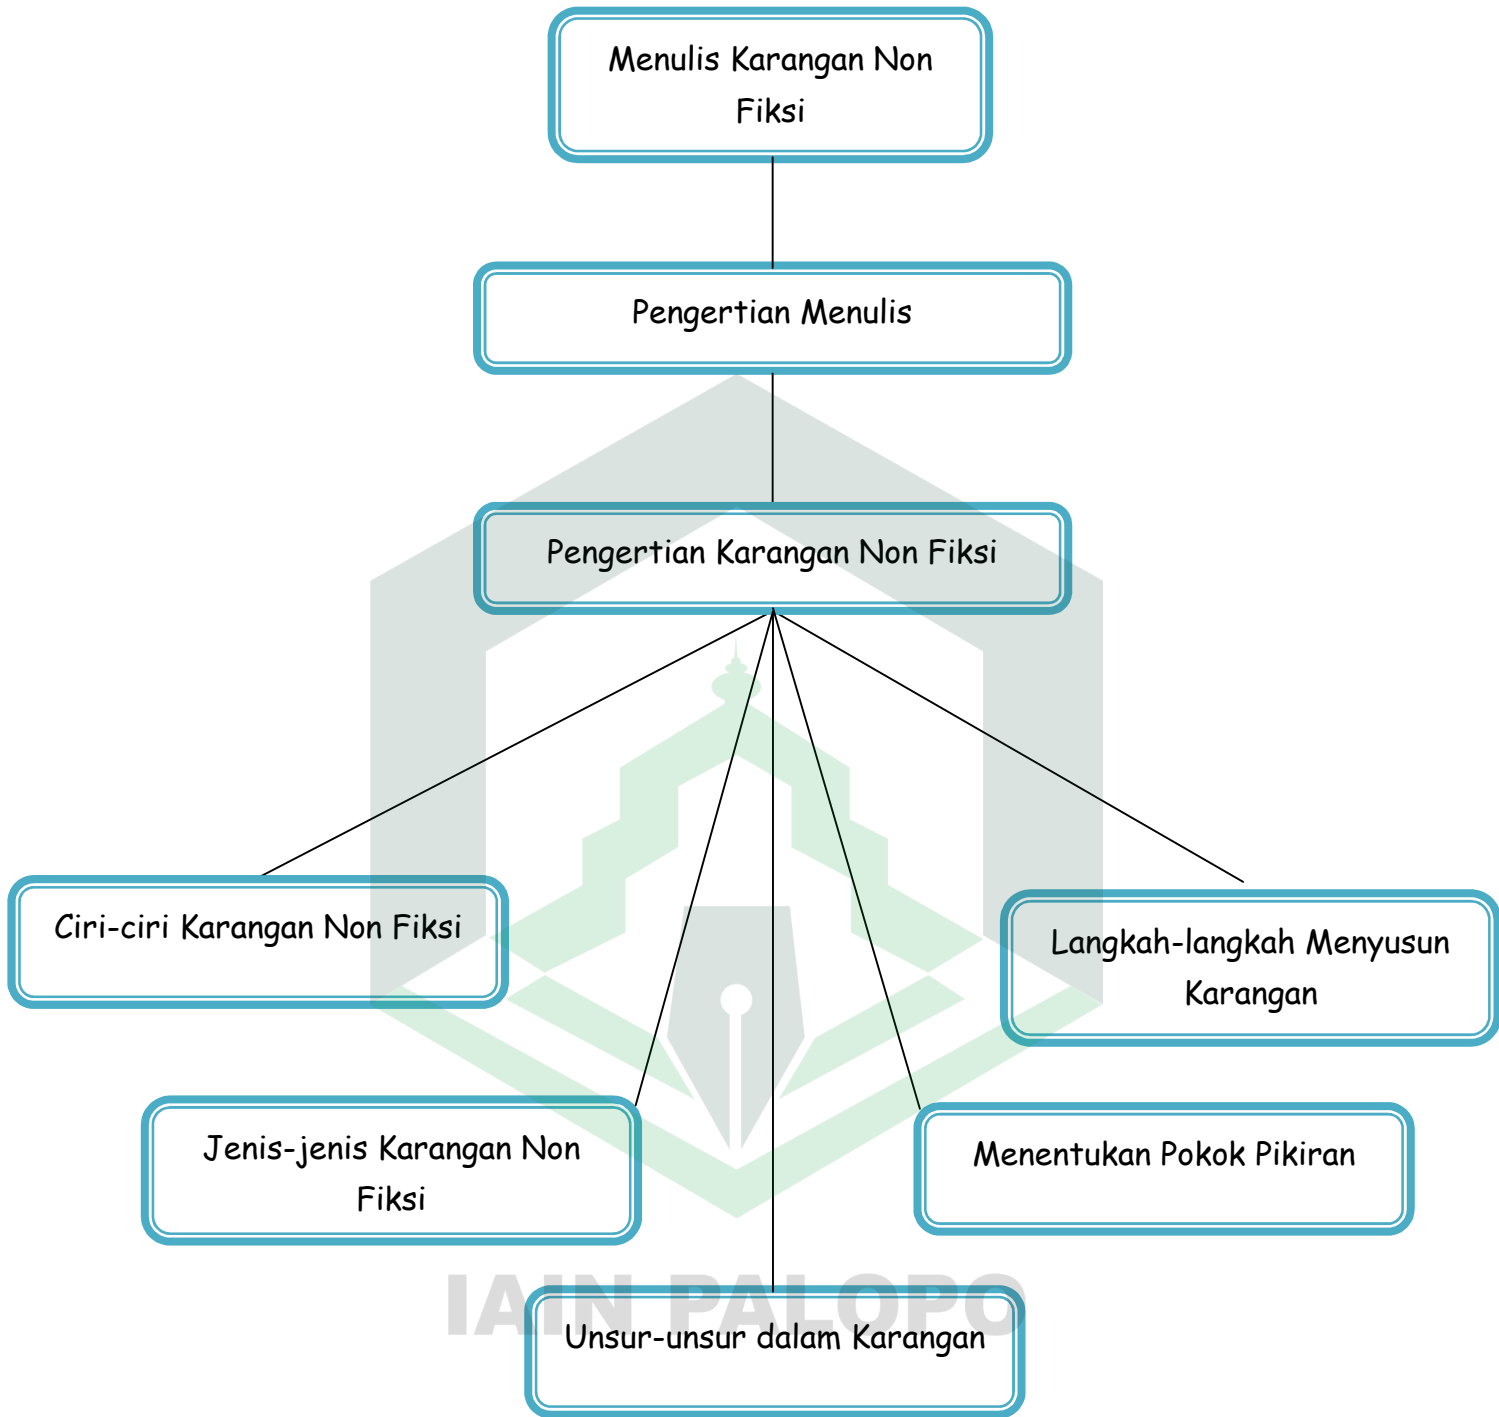 Menulis Karangan Non
Fiksi
Pengertian Menulis
Pengertian Karangan Non Fiksi
Ciri-ciri Karangan Non Fiksi
Langkah-langkah Menyusun
Karangan
Jenis-jenis Karangan Non
Fiksi
Menentukan Pokok Pikiran
IAIN PALOPO
Unsur-unsur dalam Karangan